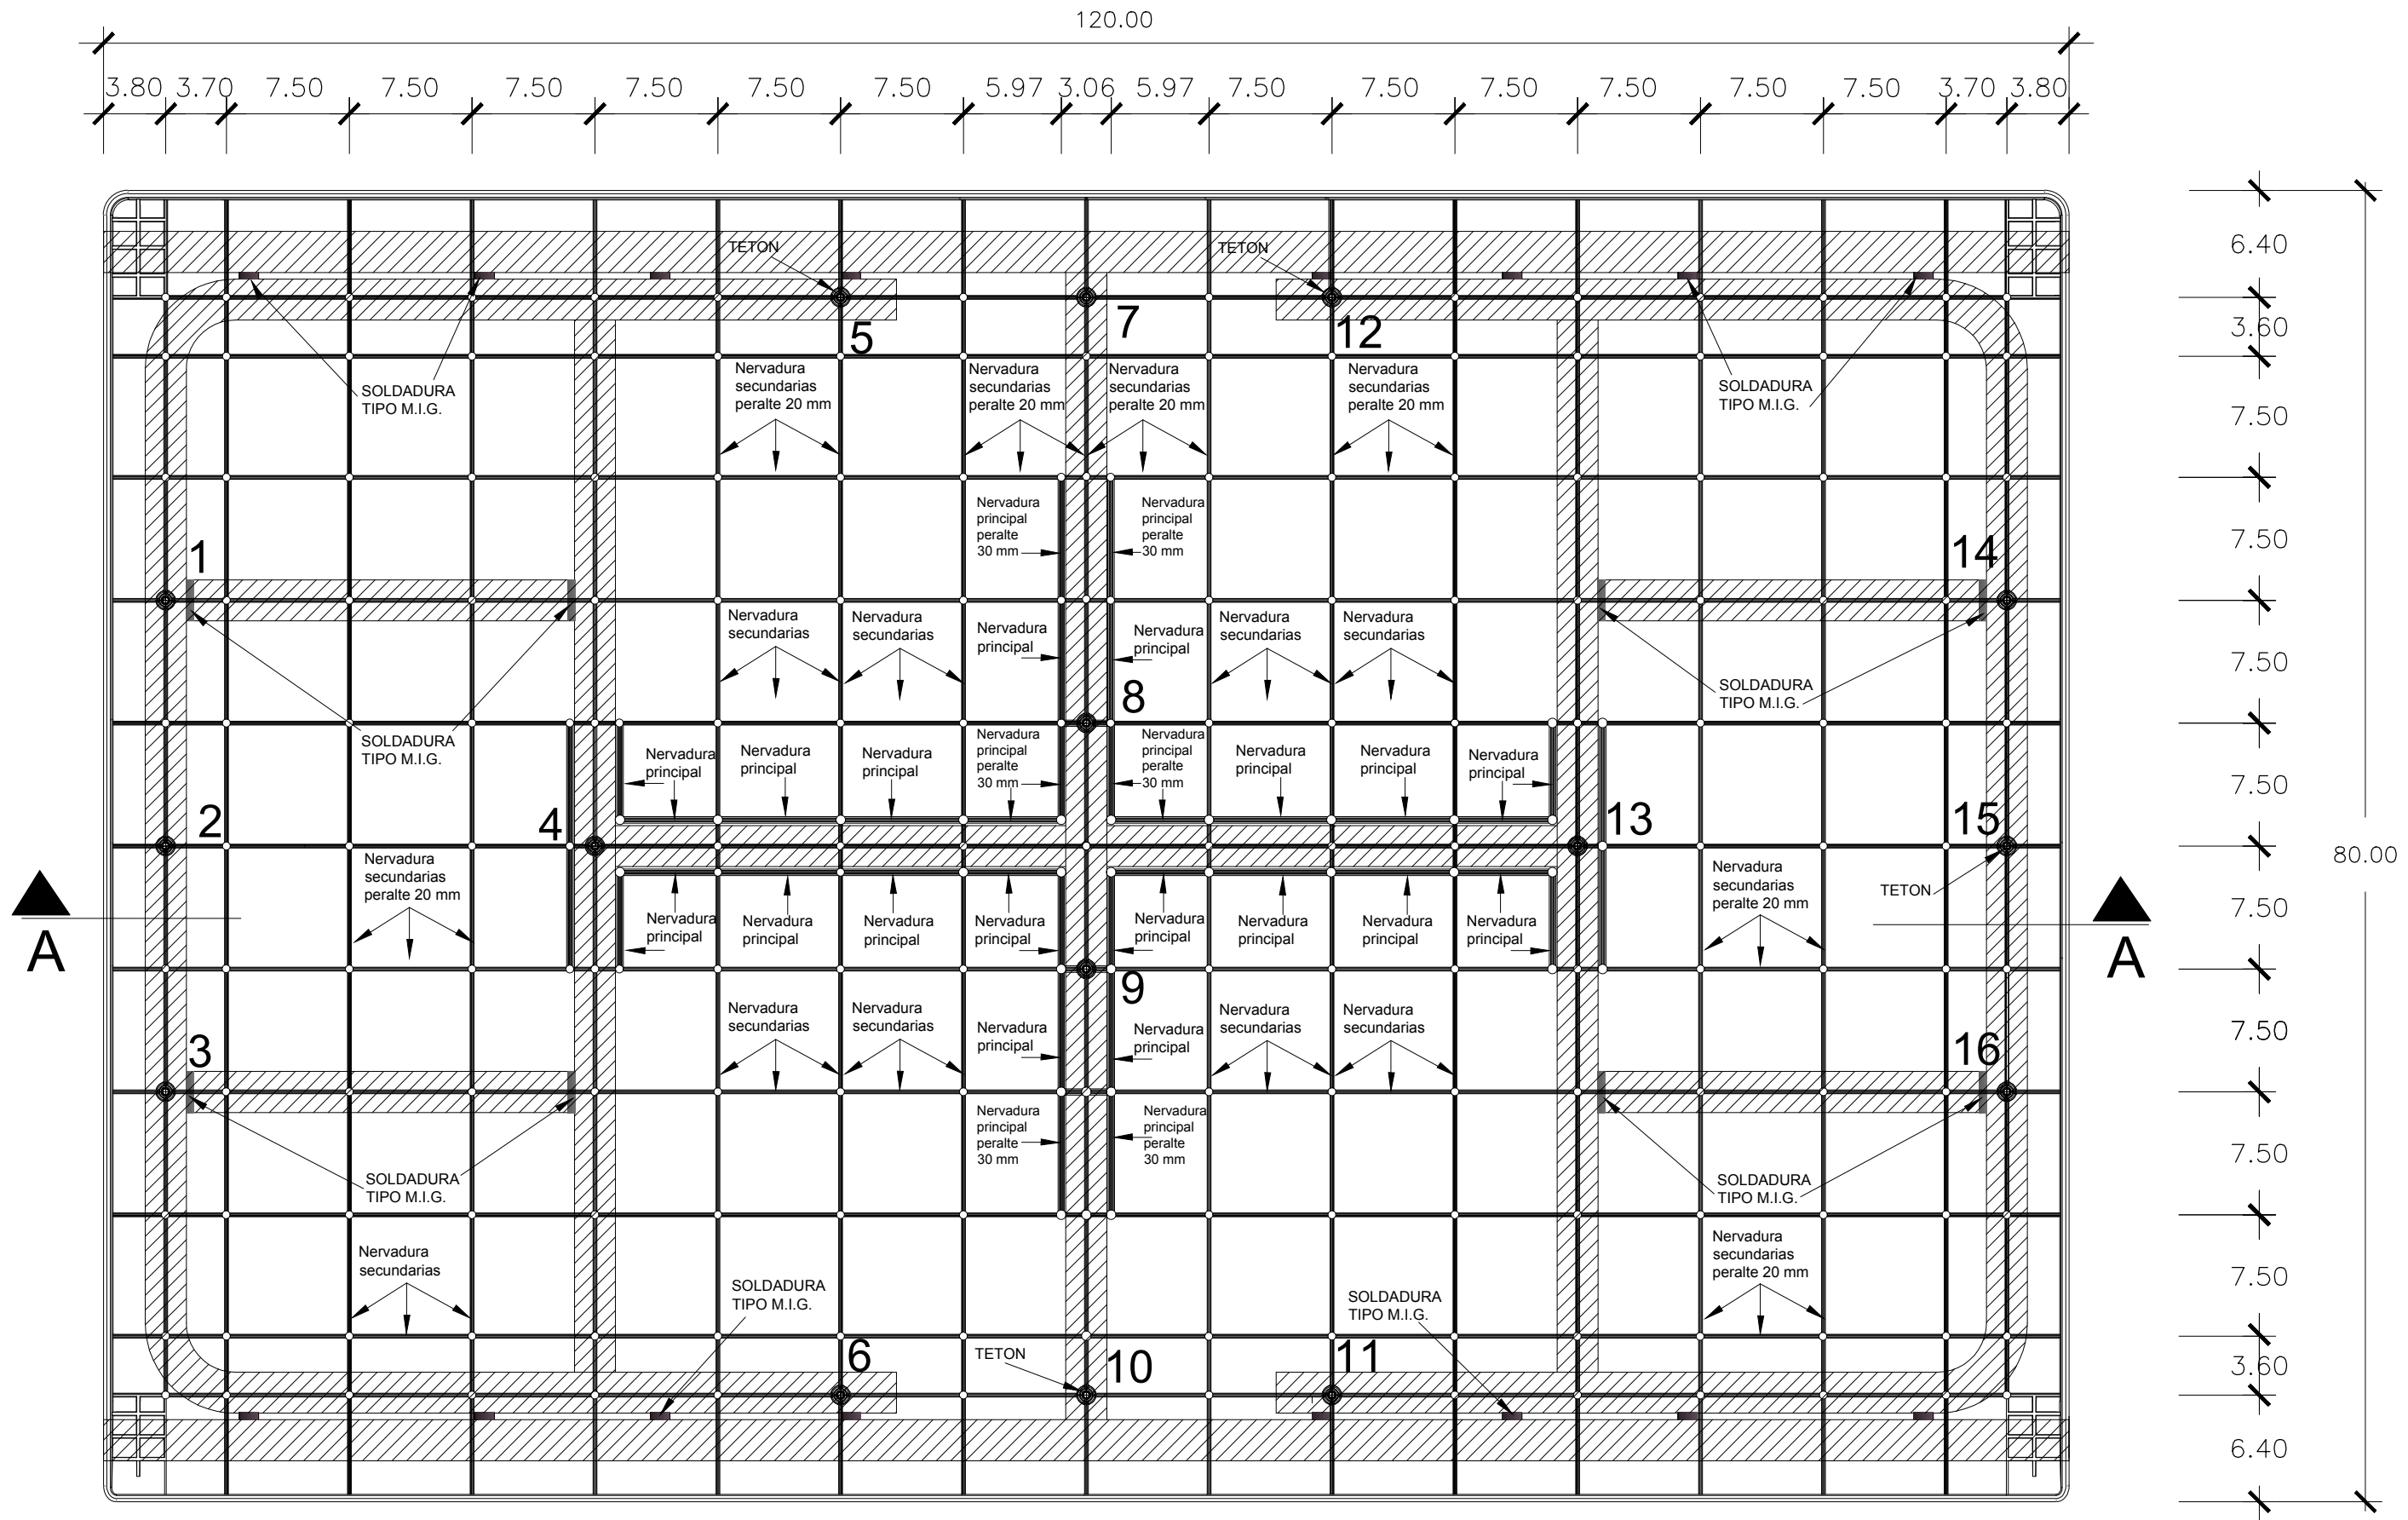 120.00
3.80 3.70 7.50 7.50 7.50 7.50 7.50 7.50 5.97 3.06 5.97 7.50 7.50 7.50 7.50 7.50 7.50 3.70 3.80
6.40
3.60
7.50
7.50
7.50
7.50
7.50
7.50
7.50
7.50
3.60
6.40
80.00
TETON
TETON
5
7
12
SOLDADURA
TIPO M.I.G.
Nervadura
secundarias
peralte 20 mm
Nervadura
secundarias
peralte 20 mm
Nervadura
secundarias
peralte 20 mm
Nervadura
secundarias
peralte 20 mm
SOLDADURA
TIPO M.I.G.
Nervadura
principal
peralte
30 mm
Nervadura
principal
peralte
30 mm
1
14
Nervadura
secundarias
Nervadura
secundarias
Nervadura
principal
Nervadura
principal
Nervadura
secundarias
Nervadura
secundarias
SOLDADURA
TIPO M.I.G.
SOLDADURA
TIPO M.I.G.
8
Nervadura
principal
Nervadura
principal
Nervadura
principal
Nervadura
principal
peralte
30 mm
Nervadura
principal
peralte
30 mm
Nervadura
principal
Nervadura
principal
Nervadura
principal
2
4
13
15
Nervadura
secundarias
peralte 20 mm
Nervadura
secundarias
peralte 20 mm
TETON
A
A
Nervadura
principal
Nervadura
principal
Nervadura
principal
Nervadura
principal
Nervadura
principal
Nervadura
principal
Nervadura
principal
Nervadura
principal
9
3
16
Nervadura
secundarias
Nervadura
secundarias
Nervadura
principal
Nervadura
principal
Nervadura
secundarias
Nervadura
secundarias
Nervadura
principal
peralte
30 mm
Nervadura
principal
peralte
30 mm
SOLDADURA
TIPO M.I.G.
SOLDADURA
TIPO M.I.G.
Nervadura
secundarias
SOLDADURA
TIPO M.I.G.
SOLDADURA
TIPO M.I.G.
Nervadura
secundarias
peralte 20 mm
6
TETON
10
11